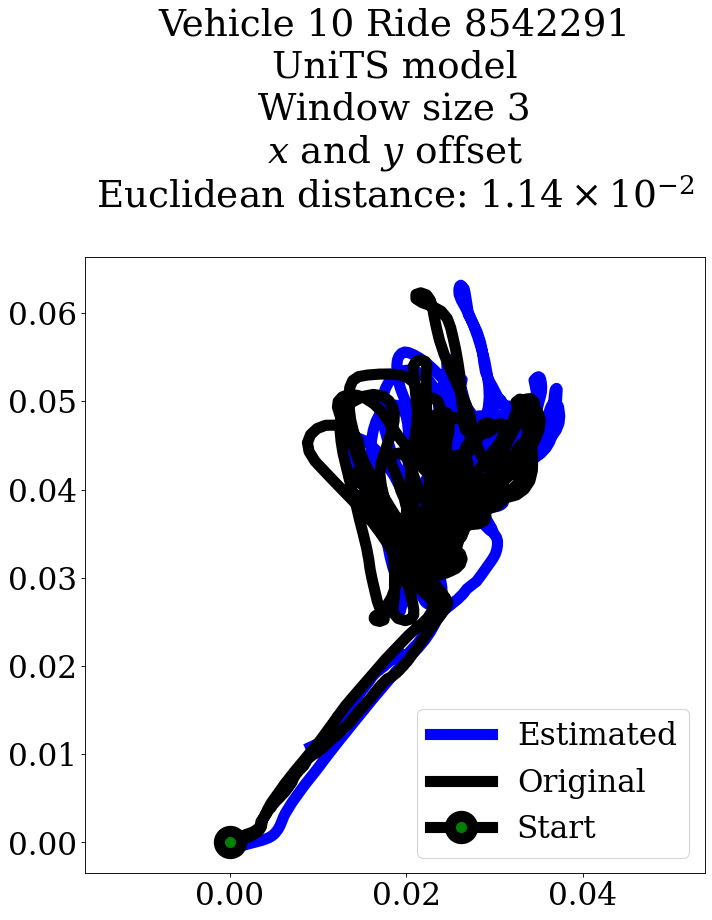 Vehicle 10 Ride 8542291
UniTS model
Window size 3
x and y offset
Euclidean distance: 1.14 × 10⁻²
0.06
0.05
0.04
0.03
0.02
0.01
0.00
Estimated
Original
Start
0.00 0.02 0.04